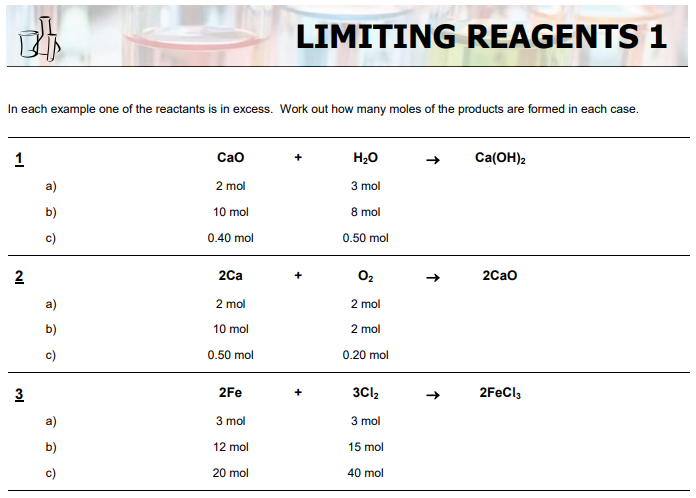 LIMITING REAGENTS 1
In each example one of the reactants is in excess. Work out how many moles of the products are formed in each case.
1 CaO + H₂O → Ca(OH)₂
a) 2 mol 3 mol
b) 10 mol 8 mol
c) 0.40 mol 0.50 mol
2 2Ca + O₂ → 2CaO
a) 2 mol 2 mol
b) 10 mol 2 mol
c) 0.50 mol 0.20 mol
3 2Fe + 3Cl₂ → 2FeCl₃
a) 3 mol 3 mol
b) 12 mol 15 mol
c) 20 mol 40 mol